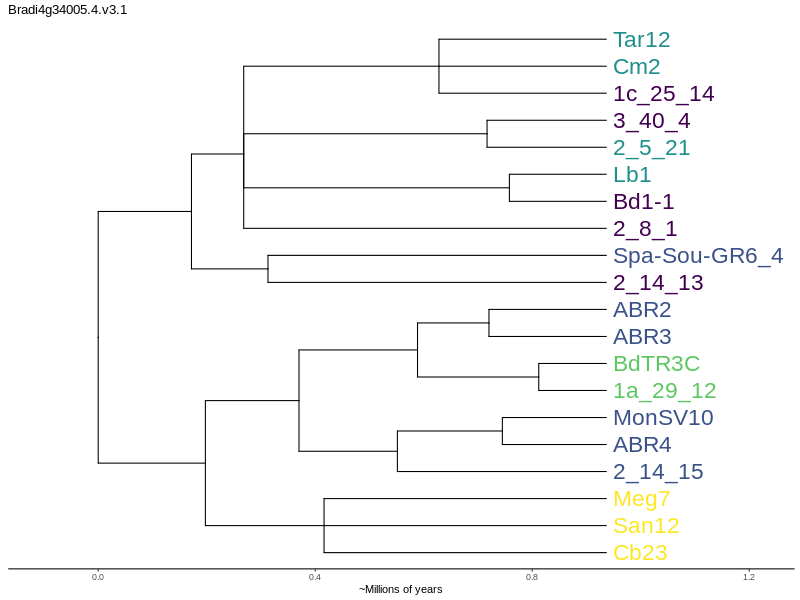 Bradi4g34005.4.v3.1
Tar12
Cm2
1c_25_14
3_40_4
2_5_21
Lb1
Bd1-1
2_8_1
Spa-Sou-GR6_4
2_14_13
ABR2
ABR3
BdTR3C
1a_29_12
MonSV10
ABR4
2_14_15
Meg7
San12
Cb23
0.0 0.4 0.8 1.2
~Millions of years